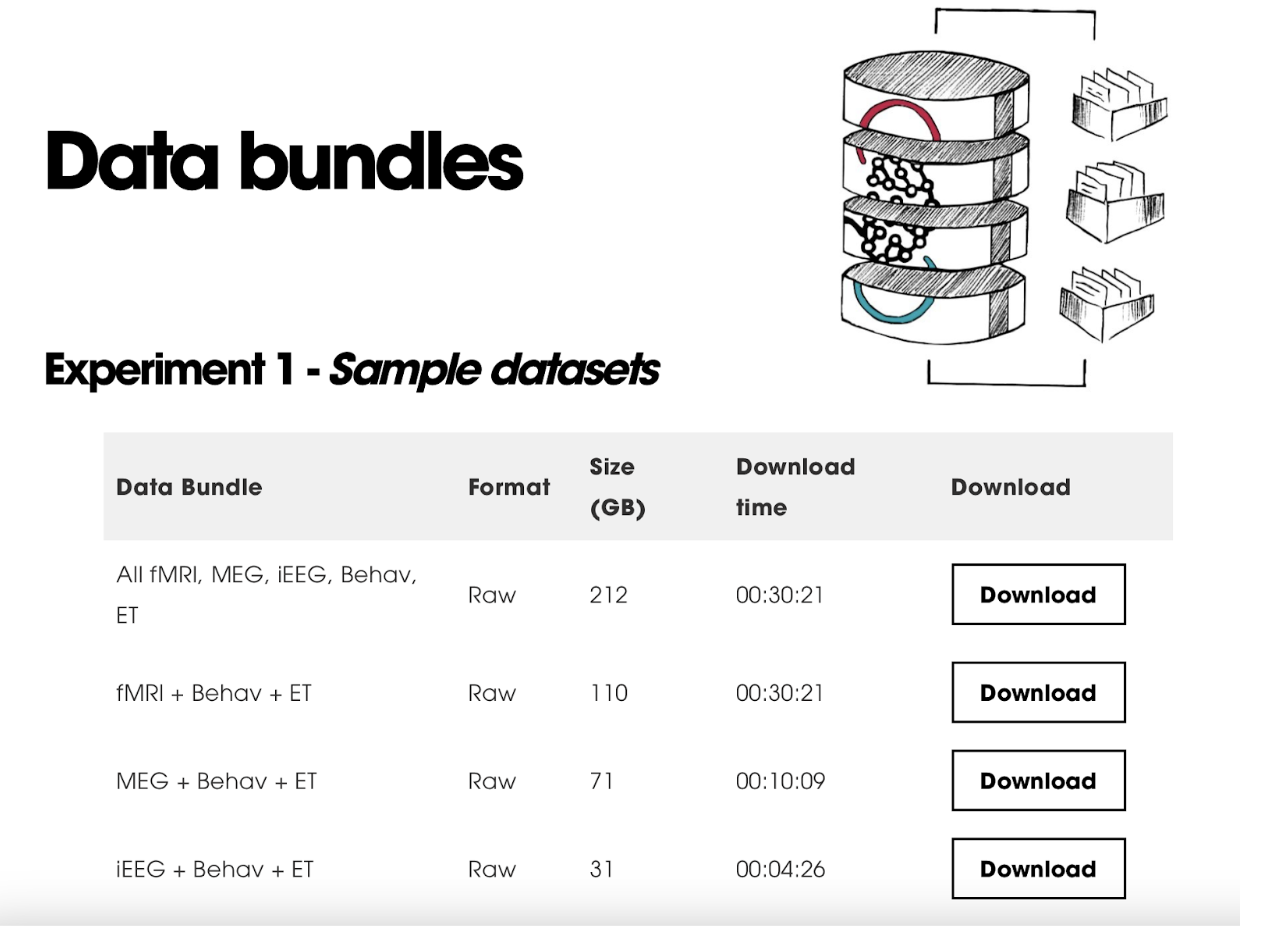 Data bundles
Experiment 1 - Sample datasets
Data Bundle Format Size (GB) Download time Download
All fMRI, MEG, iEEG, Behav, ET Raw 212 00:30:21 Download
fMRI + Behav + ET Raw 110 00:30:21 Download
MEG + Behav + ET Raw 71 00:10:09 Download
iEEG + Behav + ET Raw 31 00:04:26 Download